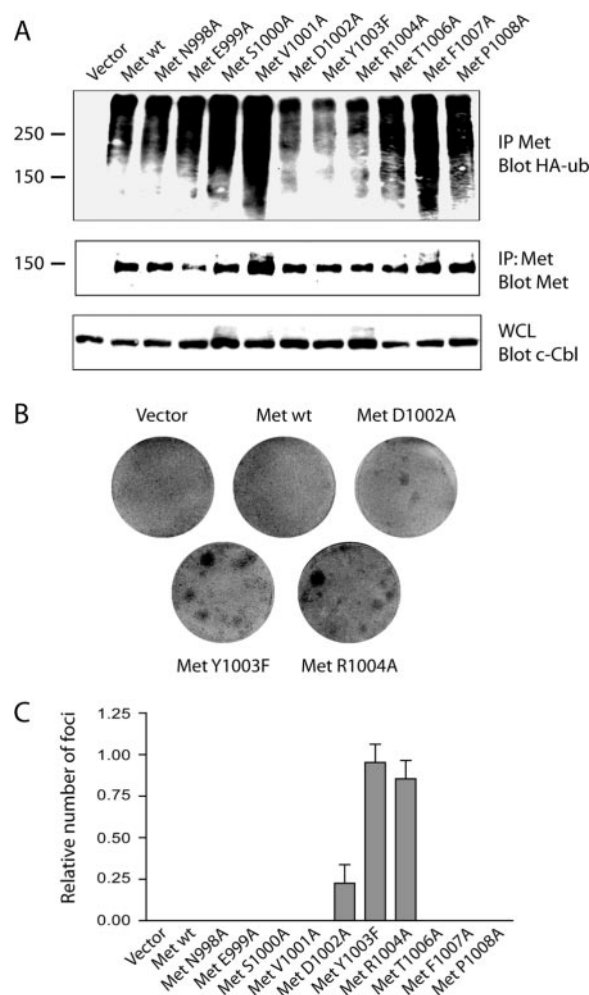 A
Vector
Met wt
Met N998A
Met E999A
Met S1000A
Met V1001A
Met D1002A
Met Y1003F
Met R1004A
Met T1006A
Met F1007A
Met P1008A
250
150
IP Met
Blot HA-ub
150
IP: Met
Blot Met
WCL
Blot c-Cbl
B
Vector
Met wt
Met D1002A
Met Y1003F
Met R1004A
C
Relative number of foci
1.25
1.00
0.75
0.50
0.25
0.00
Vector
Met wt
Met N998A
Met E999A
Met S1000A
Met V1001A
Met D1002A
Met Y1003F
Met R1004A
Met T1006A
Met F1007A
Met P1008A